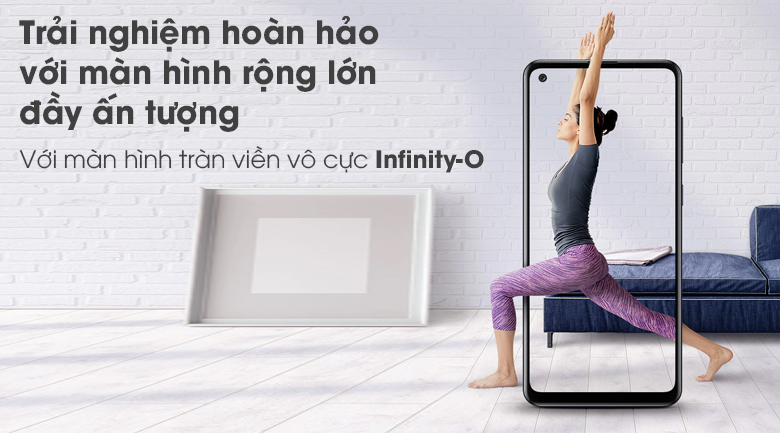 Trải nghiệm hoàn hảo
với màn hình rộng lớn
đầy ấn tượng
Với màn hình tràn viền vô cực Infinity-O